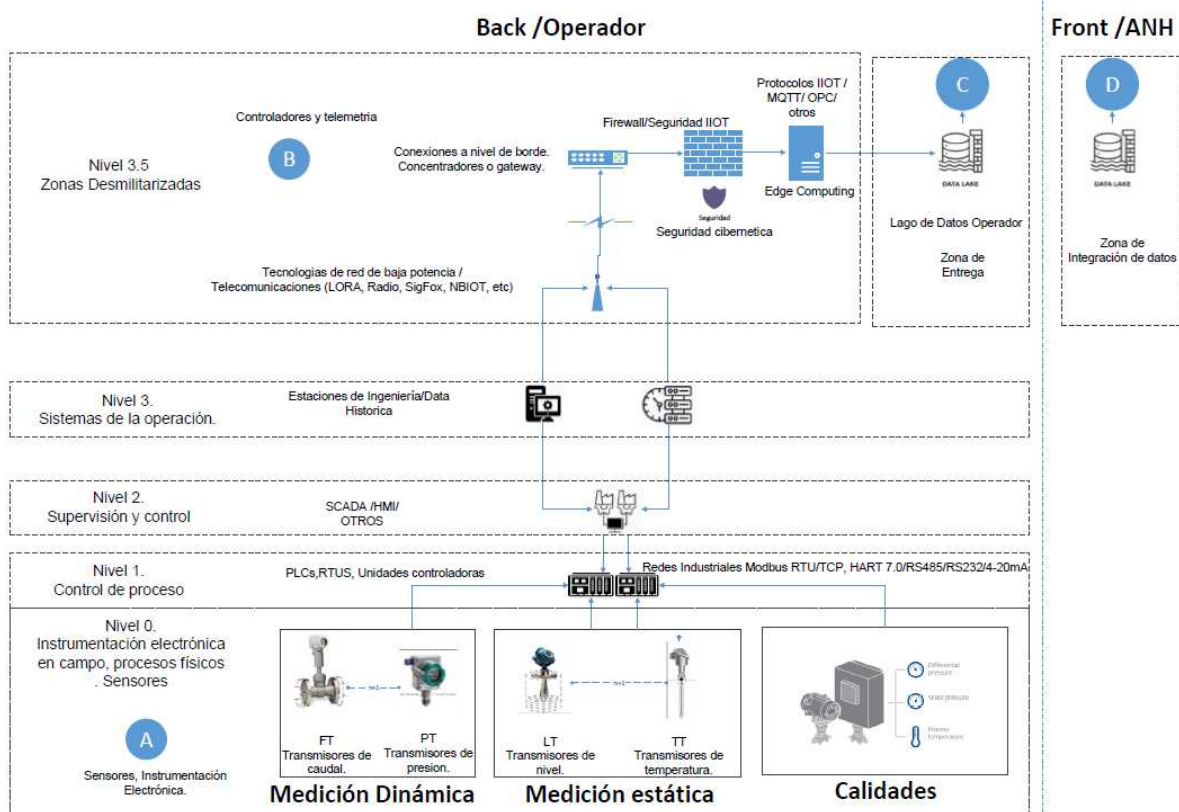 Back /Operador
Front /ANH
Nivel 3.5
Zonas Desmilitarizadas
Controladores y telemetria
B
Conexiones a nivel de borde.
Concentradores o gateway.
Firewall/Seguridad IIOT
Protocolos IIOT /
MQTT/ OPC/
otros
Edge Computing
Seguridad
Seguridad cibernetica
Tecnologias de red de baja potencia /
Telecomunicaciones (LORA, Radio, SigFox, NBIOT, etc)
C
DATA LAKE
Lago de Datos Operador
Zona de
Entrega
D
DATA LAKE
Zona de
Integración de datos
Nivel 3.
Sistemas de la operación.
Estaciones de Ingeniería/Data
Historica
Nivel 2.
Supervisión y control
SCADA /HMI/
OTROS
Nivel 1.
Control de proceso
PLCs,RTUS, Unidades controladoras
Redes Industriales Modbus RTU/TCP, HART 7.0/RS485/RS232/4-20mA
Nivel 0.
Instrumentación electrónica
en campo, procesos físicos
. Sensores
A
Sensores, Instrumentación
Electrónica.
FT
Transmisores de
caudal.
PT
Transmisores de
presion.
Medición Dinámica
LT
Transmisores de
nivel.
TT
Transmisores de
temperatura.
Medición estática
Differential
pressure
Static pressure
Process
temperature
Calidades